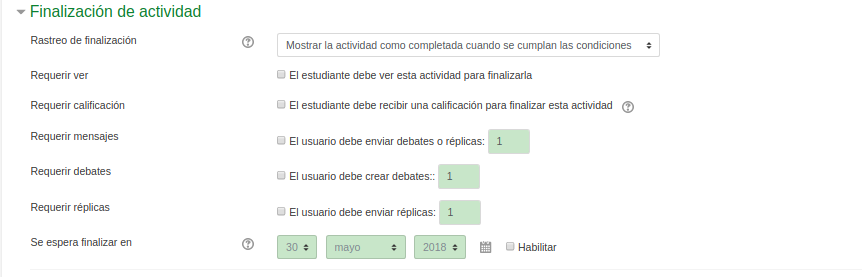 Finalización de actividad
Rastreo de finalización Mostrar la actividad como completada cuando se cumplan las condiciones
Requerir ver El estudiante debe ver esta actividad para finalizarla
Requerir calificación El estudiante debe recibir una calificación para finalizar esta actividad
Requerir mensajes El usuario debe enviar debates o réplicas: 1
Requerir debates El usuario debe crear debates:: 1
Requerir réplicas El usuario debe enviar réplicas: 1
Se espera finalizar en 30 mayo 2018 Habilitar